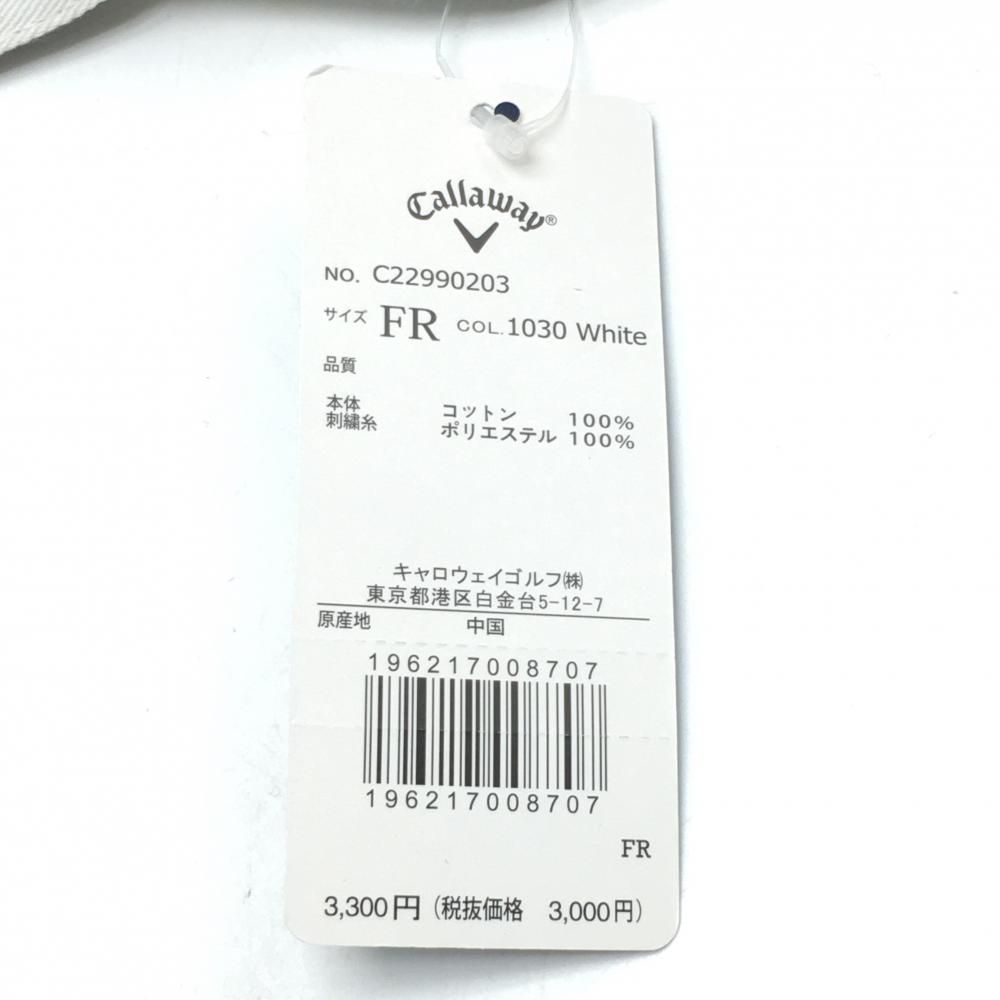 Callaway®
NO. C22990203
サイズ FR COL. 1030 White
品質
本体 コットン 100%
刺繍糸 ポリエステル 100%
キャロウェイゴルフ㈱
東京都港区白金台5-12-7
原産地 中国
196217008707
196217008707
FR
3,300円 (税抜価格 3,000円)